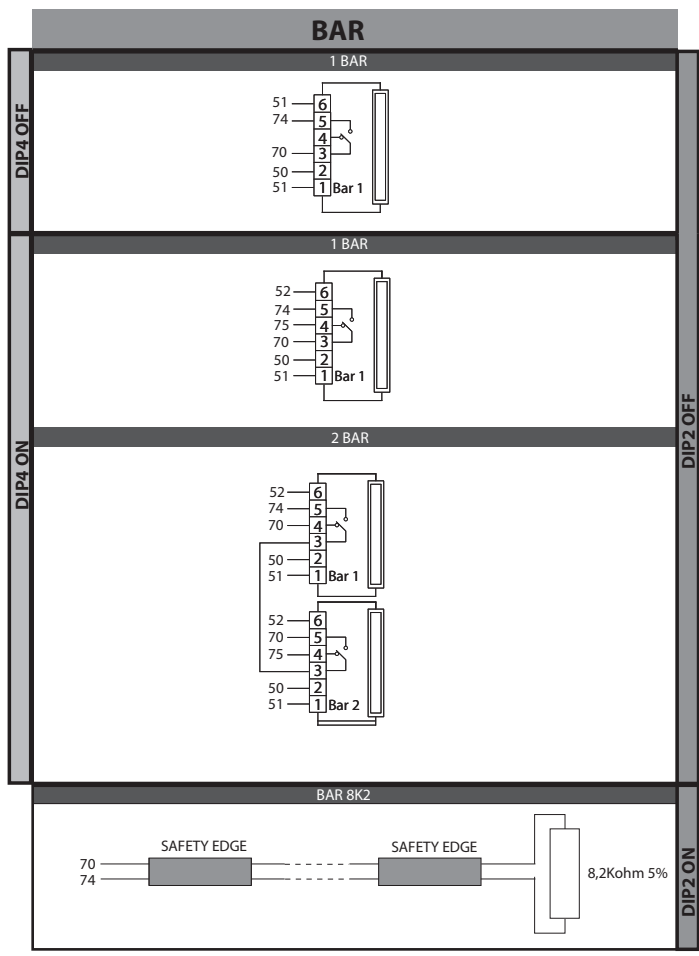 BAR
DIP4 OFF
1 BAR
51 6
74 5
4
70 3
50 2
51 1 Bar 1
DIP4 ON
1 BAR
52 6
74 5
75 4
70 3
50 2
51 1 Bar 1
DIP2 OFF
2 BAR
52 6
74 5
70 4
3
50 2
51 1 Bar 1
52 6
70 5
75 4
3
50 2
51 1 Bar 2
BAR 8K2
SAFETY EDGE SAFETY EDGE
70
74
8,2Kohm 5%
DIP2 ON